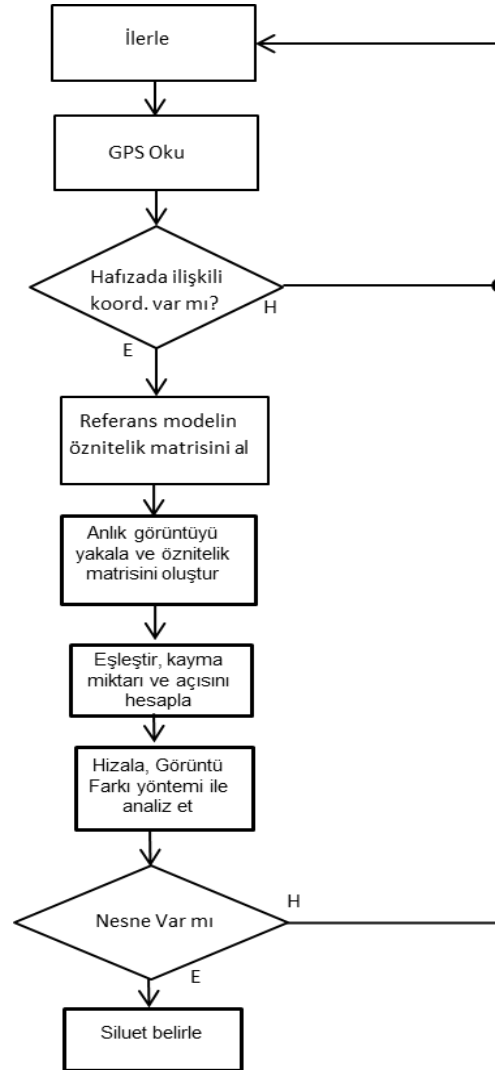 İlerle
GPS Oku
Hafızada ilişkili
koord. var mı?
H
E
Referans modelin
öznitelik matrisini al
Anlık görüntüyü
yakala ve öznitelik
matrisini oluştur
Eşleştir, kayma
miktarı ve açısını
hesapla
Hizala, Görüntü
Farkı yöntemi ile
analiz et
Nesne Var mı
H
E
Siluet belirle